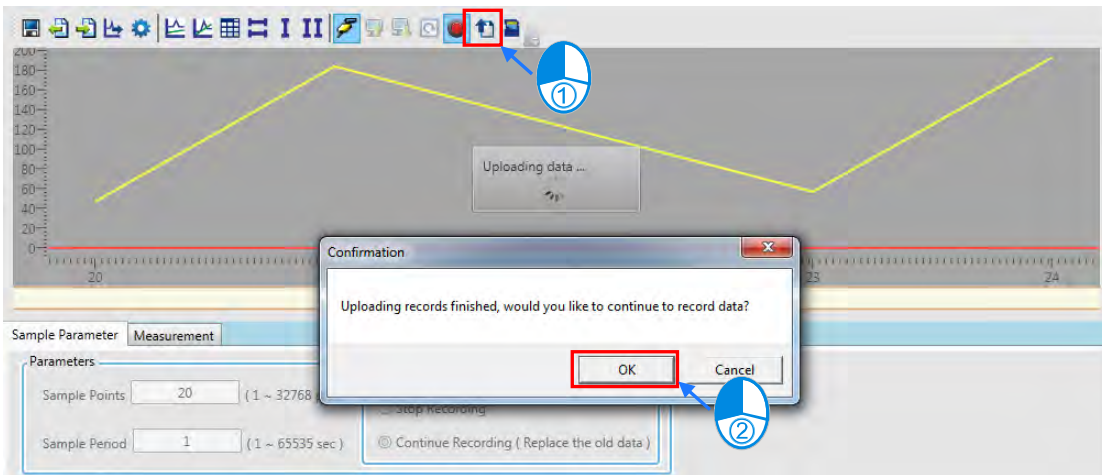 I II
200
180
160
140
120
100
80
60
40
20
0
20
23
24
①
Uploading data ...
Confirmation
Uploading records finished, would you like to continue to record data?
OK
Cancel
②
Sample Parameter
Measurement
Parameters
Sample Points
20
( 1 ~ 32768
Stop Recording
Sample Period
1
( 1 ~ 65535 sec )
Continue Recording ( Replace the old data )